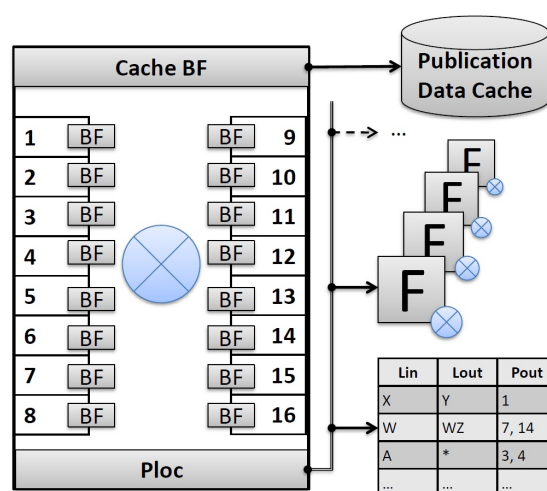 Cache BF
Publication
Data Cache
1 BF BF 9
2 BF BF 10
3 BF BF 11
4 BF BF 12
5 BF BF 13
6 BF BF 14
7 BF BF 15
8 BF BF 16
Ploc
...
F
F
F
F
Lin Lout Pout
X Y 1
W WZ 7, 14
A * 3, 4
... ... ...